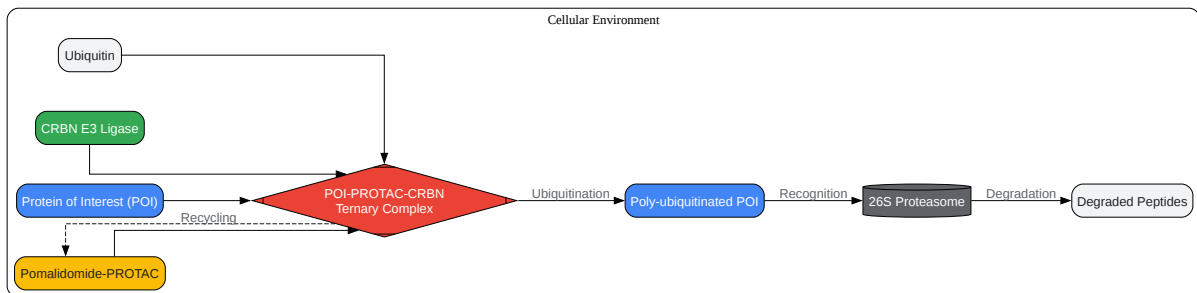 Cellular Environment
Ubiquitin
CRBN E3 Ligase
Protein of Interest (POI)
POI-PROTAC-CRBN
Ternary Complex
Ubiquitination
Poly-ubiquitinated POI
Recognition
26S Proteasome
Degradation
Degraded Peptides
Recycling
Pomalidomide-PROTAC